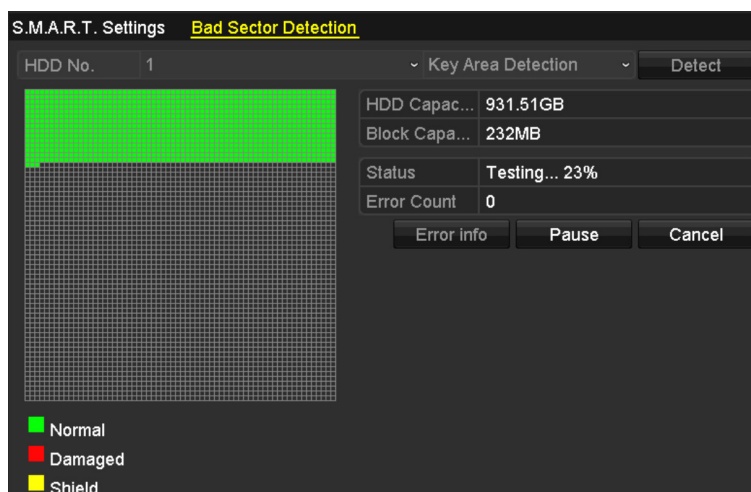 S.M.A.R.T. Settings Bad Sector Detection
HDD No. 1 Key Area Detection Detect
HDD Capac... 931.51GB
Block Capa... 232MB
Status Testing... 23%
Error Count 0
Error info Pause Cancel
Normal
Damaged
Shield